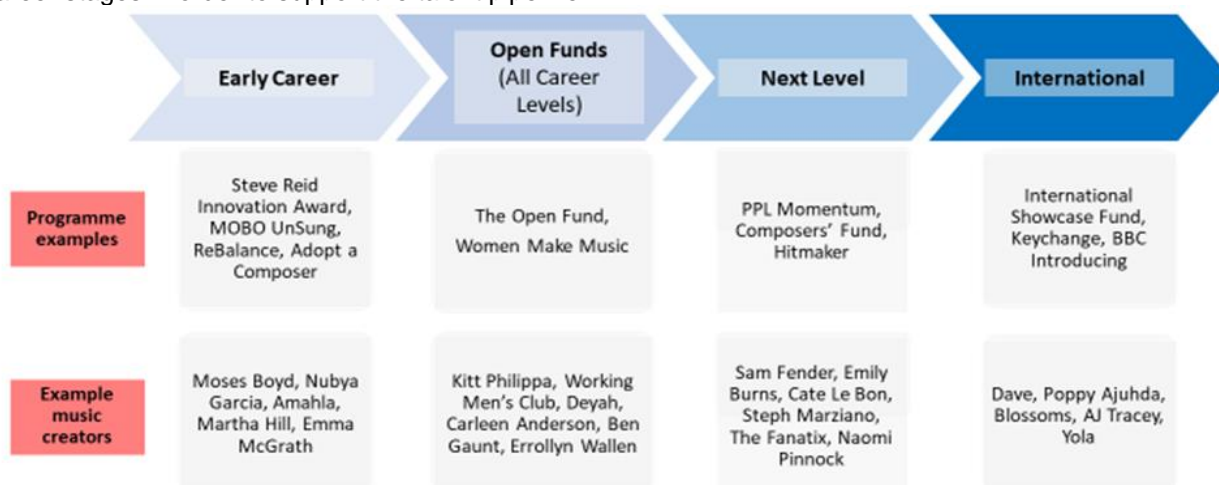 Early Career
Open Funds
(All Career
Levels)
Next Level
International
Programme
examples
Steve Reid
Innovation Award,
MOBO UnSung,
ReBalance, Adopt a
Composer
The Open Fund,
Women Make Music
PPL Momentum,
Composers' Fund,
Hitmaker
International
Showcase Fund,
Keychange, BBC
Introducing
Example
music
creators
Moses Boyd, Nubya
Garcia, Amahla,
Martha Hill, Emma
McGrath
Kitt Philippa, Working
Men's Club, Deyah,
Carleen Anderson, Ben
Gaunt, Errollyn Wallen
Sam Fender, Emily
Burns, Cate Le Bon,
Steph Marziano,
The Fanatix, Naomi
Pinnock
Dave, Poppy Ajuhda,
Blossoms, AJ Tracey,
Yola